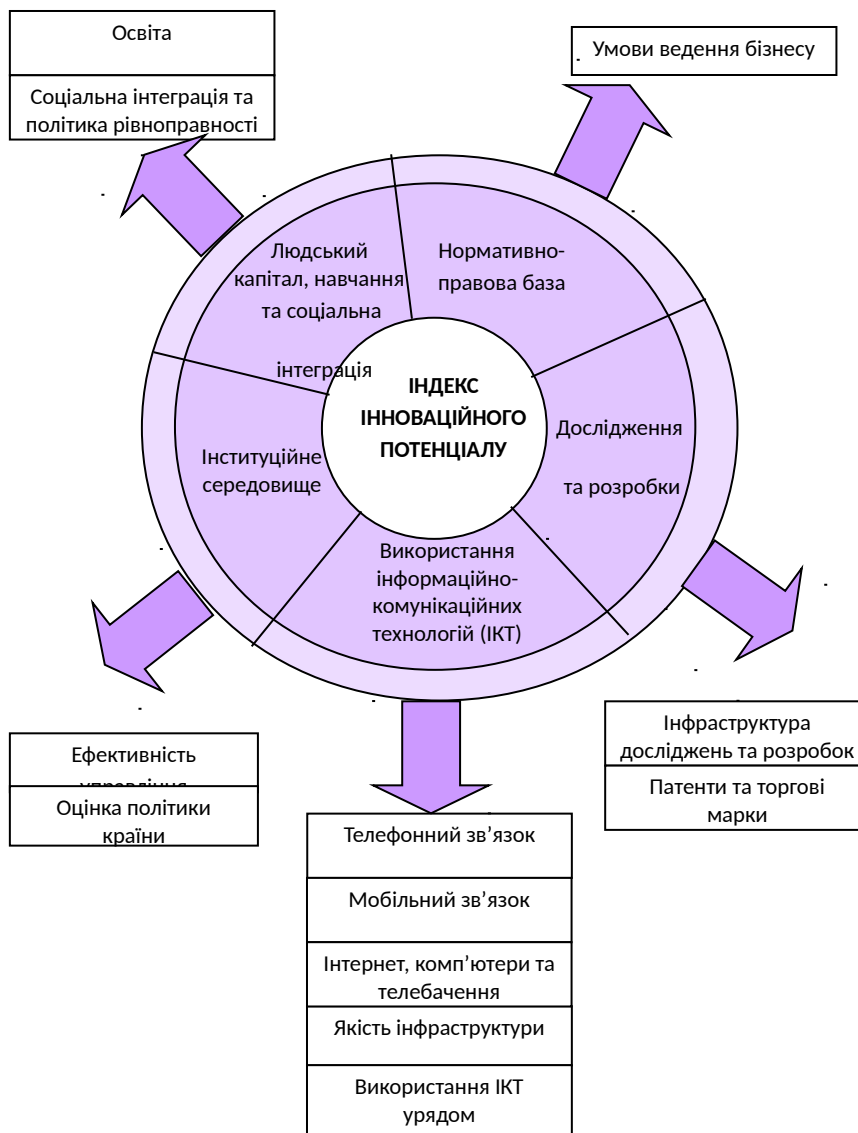 Освіта
Соціальна інтеграція та
політика рівноправності
Умови ведення бізнесу
Людський
капітал, навчання
та соціальна
інтеграція
Нормативно-
правова база
ІНДЕКС
ІННОВАЦІЙНОГО
ПОТЕНЦІАЛУ
Дослідження
та розробки
Інституційне
середовище
Використання
інформаційно-
комунікаційних
технологій (ІКТ)
Ефективність
управління
Оцінка політики
країни
Інфраструктура
досліджень та розробок
Патенти та торгові
марки
Телефонний зв’язок
Мобільний зв’язок
Інтернет, комп’ютери та
телебачення
Якість інфраструктури
Використання ІКТ
урядом